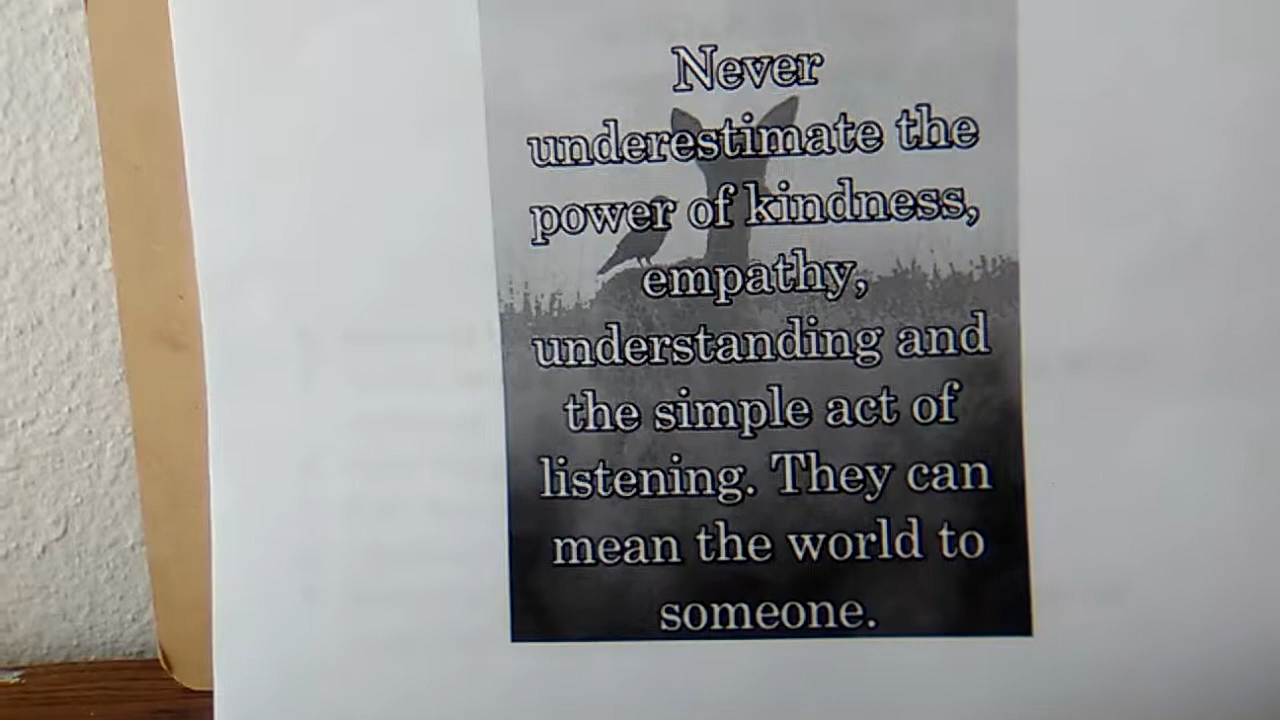 Never
underestimate the
power of kindness,
empathy,
understanding and
the simple act of
listening. They can
mean the world to
someone.